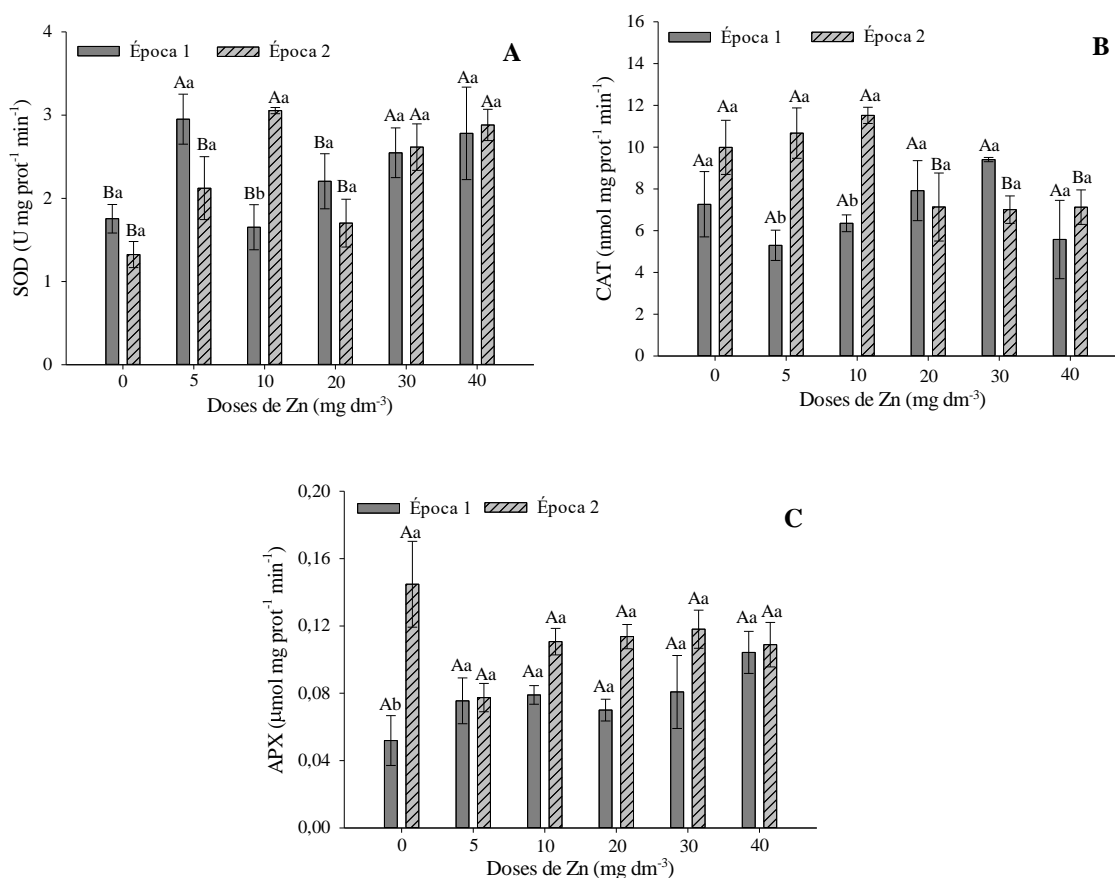 A
Época 1 Época 2
SOD (U mg prot⁻¹ min⁻¹)
4
3
2
1
0
Ba Ba Aa Ba Bb Aa Ba Ba Aa Aa Aa Aa
0 5 10 20 30 40
Doses de Zn (mg dm⁻³)
B
Época 1 Época 2
CAT (nmol mg prot⁻¹ min⁻¹)
16
14
12
10
8
6
4
2
0
Aa Aa Ab Aa Ab Aa Aa Ba Aa Ba Aa Ba
0 5 10 20 30 40
Doses de Zn (mg dm⁻³)
C
Época 1 Época 2
APX (µmol mg prot⁻¹ min⁻¹)
0,20
0,16
0,12
0,08
0,04
0,00
Ab Aa Aa Aa Aa Aa Aa Aa Aa Aa Aa Aa
0 5 10 20 30 40
Doses de Zn (mg dm⁻³)